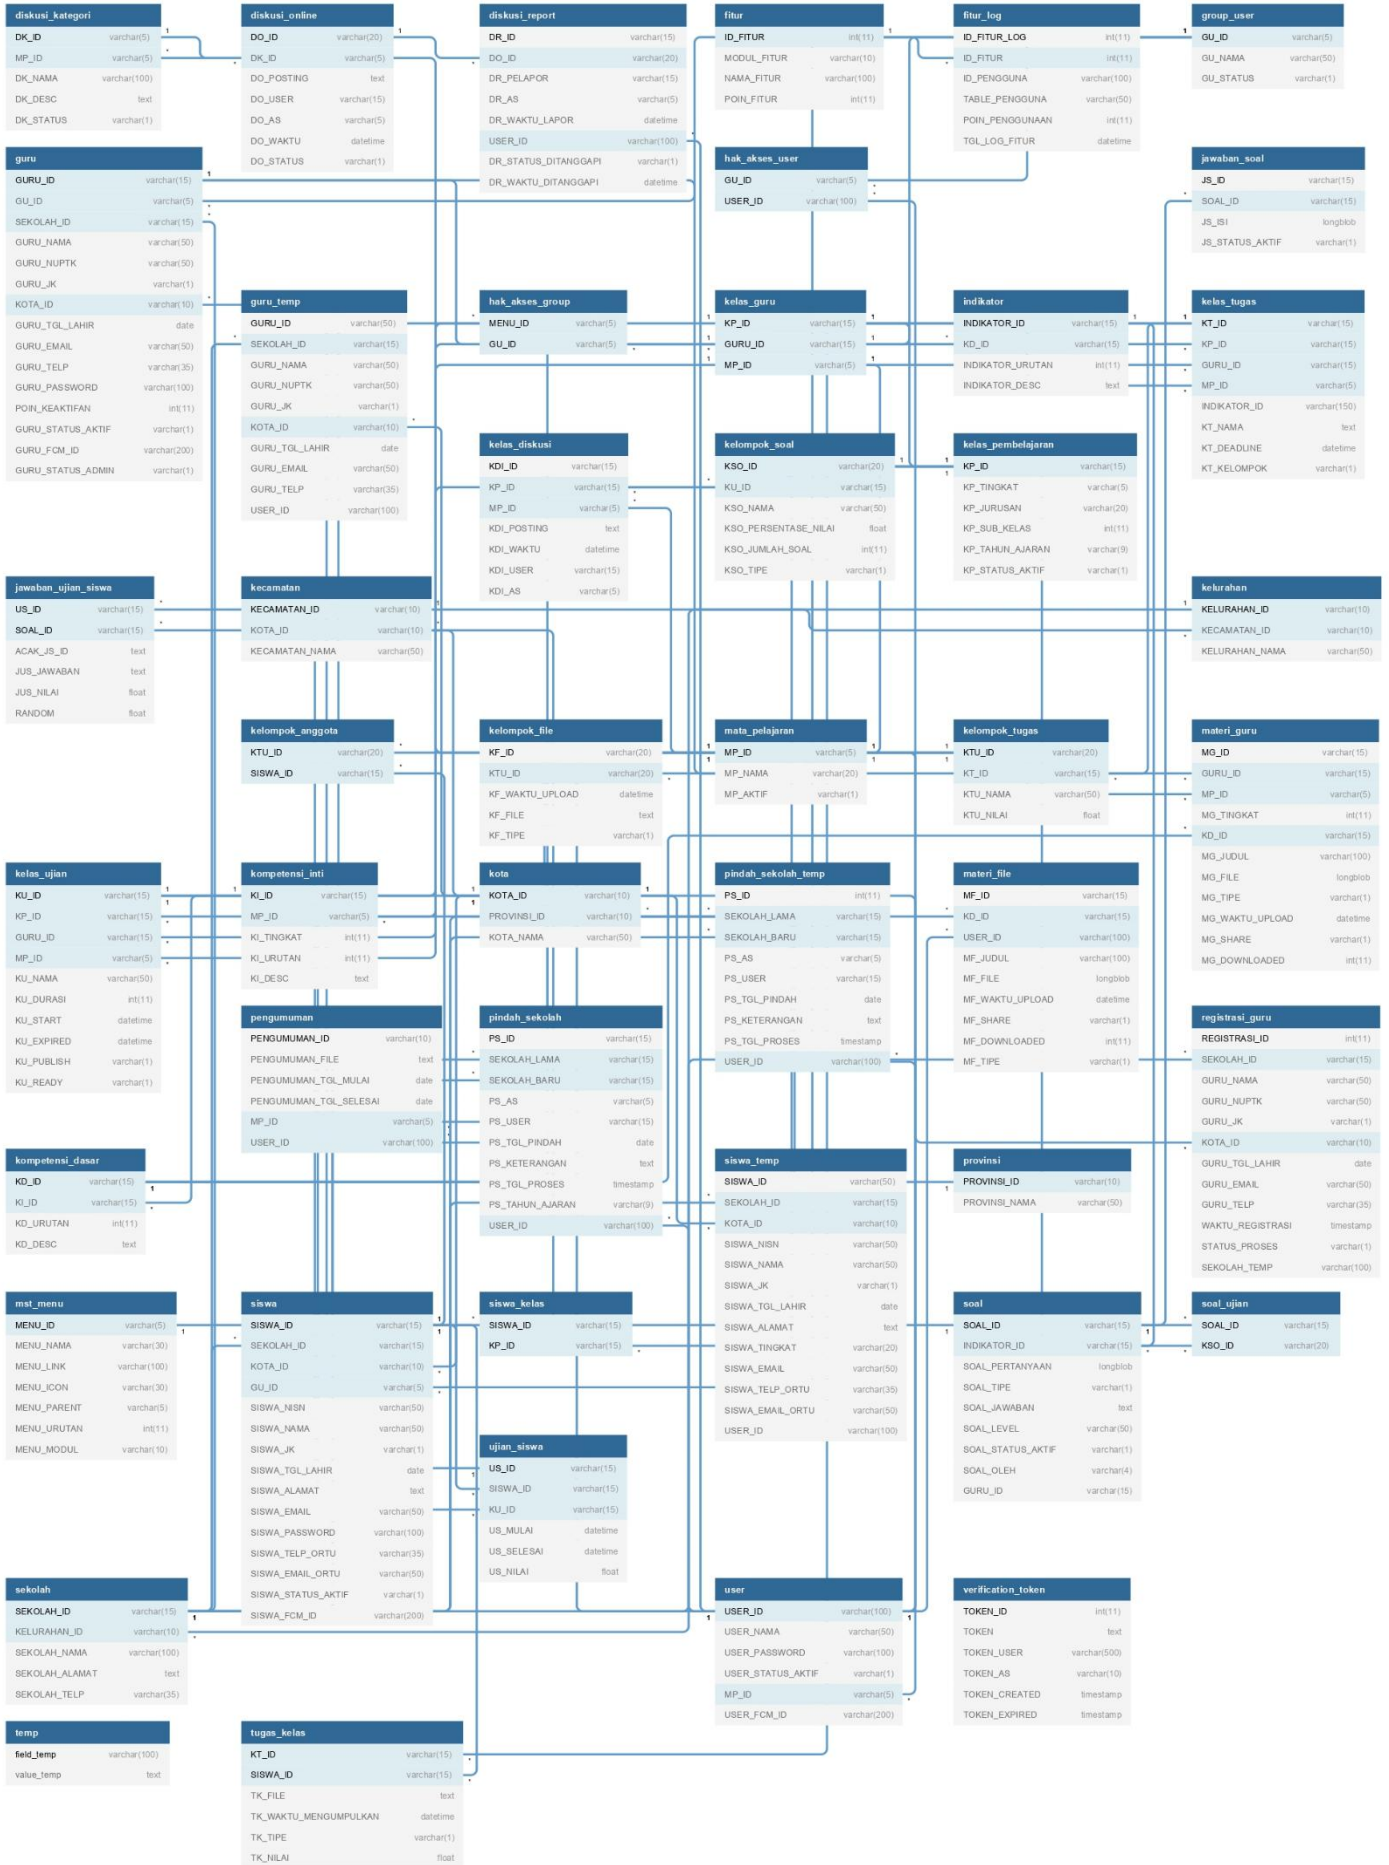 diskusi_kategori
DK_ID varchar(5)
MP_ID varchar(5)
DK_NAMA varchar(100)
DK_DESC text
DK_STATUS varchar(1)
diskusi_online
DO_ID varchar(20)
DK_ID varchar(5)
DO_POSTING text
DO_USER varchar(15)
DO_AS varchar(5)
DO_WAKTU datetime
DO_STATUS varchar(1)
diskusi_report
DR_ID varchar(15)
DO_ID varchar(20)
DR_PELAPOR varchar(15)
DR_AS varchar(5)
DR_WAKTU_LAPOR datetime
USER_ID varchar(100)
DR_STATUS_DITANGGAPI varchar(1)
DR_WAKTU_DITANGGAPI datetime
fitur
ID_FITUR int(11)
MODUL_FITUR varchar(10)
NAMA_FITUR varchar(100)
POIN_FITUR int(11)
fitur_log
ID_FITUR_LOG int(11)
ID_FITUR int(11)
ID_PENGGUNA varchar(100)
TABLE_PENGGUNA varchar(50)
POIN_PENGGUNAAN int(11)
TGL_LOG_FITUR datetime
group_user
GU_ID varchar(5)
GU_NAMA varchar(50)
GU_STATUS varchar(1)
guru
GURU_ID varchar(15)
GU_ID varchar(5)
SEKOLAH_ID varchar(15)
GURU_NAMA varchar(50)
GURU_NUPTK varchar(50)
GURU_JK varchar(1)
KOTA_ID varchar(10)
GURU_TGL_LAHIR date
GURU_EMAIL varchar(50)
GURU_TELP varchar(35)
GURU_PASSWORD varchar(100)
POIN_KEAKTIFAN int(11)
GURU_STATUS_AKTIF varchar(1)
GURU_FCM_ID varchar(200)
GURU_STATUS_ADMIN varchar(1)
hak_akses_user
GU_ID varchar(5)
USER_ID varchar(100)
jawaban_soal
JS_ID varchar(15)
SOAL_ID varchar(15)
JS_ISI longblob
JS_STATUS_AKTIF varchar(1)
guru_temp
GURU_ID varchar(50)
SEKOLAH_ID varchar(15)
GURU_NAMA varchar(50)
GURU_NUPTK varchar(50)
GURU_JK varchar(1)
KOTA_ID varchar(10)
GURU_TGL_LAHIR date
GURU_EMAIL varchar(50)
GURU_TELP varchar(35)
USER_ID varchar(100)
hak_akses_group
MENU_ID varchar(5)
GU_ID varchar(5)
kelas_guru
KP_ID varchar(15)
GURU_ID varchar(15)
MP_ID varchar(5)
indikator
INDIKATOR_ID varchar(15)
KD_ID varchar(15)
INDIKATOR_URUTAN int(11)
INDIKATOR_DESC text
kelas_tugas
KT_ID varchar(15)
KP_ID varchar(15)
GURU_ID varchar(15)
MP_ID varchar(5)
INDIKATOR_ID varchar(150)
KT_NAMA text
KT_DEADLINE datetime
KT_KELOMPOK varchar(1)
kelas_diskusi
KDI_ID varchar(15)
KP_ID varchar(15)
MP_ID varchar(5)
KDI_POSTING text
KDI_WAKTU datetime
KDI_USER varchar(15)
KDI_AS varchar(5)
kelompok_soal
KSO_ID varchar(20)
KU_ID varchar(15)
KSO_NAMA varchar(50)
KSO_PERSENTASE_NILAI float
KSO_JUMLAH_SOAL int(11)
KSO_TIPE varchar(1)
kelas_pembelajaran
KP_ID varchar(15)
KP_TINGKAT varchar(5)
KP_JURUSAN varchar(20)
KP_SUB_KELAS int(11)
KP_TAHUN_AJARAN varchar(9)
KP_STATUS_AKTIF varchar(1)
jawaban_ujian_siswa
US_ID varchar(15)
SOAL_ID varchar(15)
ACAK_JS_ID text
JUS_JAWABAN text
JUS_NILAI float
RANDOM float
kecamatan
KECAMATAN_ID varchar(10)
KOTA_ID varchar(10)
KECAMATAN_NAMA varchar(50)
kelurahan
KELURAHAN_ID varchar(10)
KECAMATAN_ID varchar(10)
KELURAHAN_NAMA varchar(50)
kelompok_anggota
KTU_ID varchar(20)
SISWA_ID varchar(15)
kelompok_file
KF_ID varchar(20)
KTU_ID varchar(20)
KF_WAKTU_UPLOAD datetime
KF_FILE text
KF_TIPE varchar(1)
mata_pelajaran
MP_ID varchar(5)
MP_NAMA varchar(20)
MP_AKTIF varchar(1)
kelompok_tugas
KTU_ID varchar(20)
KT_ID varchar(15)
KTU_NAMA varchar(50)
KTU_NILAI float
materi_guru
MG_ID varchar(15)
GURU_ID varchar(15)
MP_ID varchar(5)
MG_TINGKAT int(11)
KD_ID varchar(15)
MG_JUDUL varchar(100)
MG_FILE longblob
MG_TIPE varchar(1)
MG_WAKTU_UPLOAD datetime
MG_SHARE varchar(1)
MG_DOWNLOADED int(11)
kelas_ujian
KU_ID varchar(15)
KP_ID varchar(15)
GURU_ID varchar(15)
MP_ID varchar(5)
KU_NAMA varchar(50)
KU_DURASI int(11)
KU_START datetime
KU_EXPIRED datetime
KU_PUBLISH varchar(1)
KU_READY varchar(1)
kompetensi_inti
KI_ID varchar(15)
MP_ID varchar(5)
KI_TINGKAT int(11)
KI_URUTAN int(11)
KI_DESC text
kota
KOTA_ID varchar(10)
PROVINSI_ID varchar(10)
KOTA_NAMA varchar(50)
pindah_sekolah_temp
PS_ID int(11)
SEKOLAH_LAMA varchar(15)
SEKOLAH_BARU varchar(15)
PS_AS varchar(5)
PS_USER varchar(15)
PS_TGL_PINDAH date
PS_KETERANGAN text
PS_TGL_PROSES timestamp
USER_ID varchar(100)
materi_file
MF_ID varchar(15)
KD_ID varchar(15)
USER_ID varchar(100)
MF_JUDUL varchar(100)
MF_FILE longblob
MF_WAKTU_UPLOAD datetime
MF_SHARE varchar(1)
MF_DOWNLOADED int(11)
MF_TIPE varchar(1)
pengumuman
PENGUMUMAN_ID varchar(10)
PENGUMUMAN_FILE text
PENGUMUMAN_TGL_MULAI date
PENGUMUMAN_TGL_SELESAI date
MP_ID varchar(5)
USER_ID varchar(100)
pindah_sekolah
PS_ID varchar(15)
SEKOLAH_LAMA varchar(15)
SEKOLAH_BARU varchar(15)
PS_AS varchar(5)
PS_USER varchar(15)
PS_TGL_PINDAH date
PS_KETERANGAN text
PS_TGL_PROSES timestamp
PS_TAHUN_AJARAN varchar(9)
USER_ID varchar(100)
registrasi_guru
REGISTRASI_ID int(11)
SEKOLAH_ID varchar(15)
GURU_NAMA varchar(50)
GURU_NUPTK varchar(50)
GURU_JK varchar(1)
KOTA_ID varchar(10)
GURU_TGL_LAHIR date
GURU_EMAIL varchar(50)
GURU_TELP varchar(35)
WAKTU_REGISTRASI timestamp
STATUS_PROSES varchar(1)
SEKOLAH_TEMP varchar(100)
kompetensi_dasar
KD_ID varchar(15)
KI_ID varchar(15)
KD_URUTAN int(11)
KD_DESC text
siswa_temp
SISWA_ID varchar(50)
SEKOLAH_ID varchar(15)
KOTA_ID varchar(10)
SISWA_NISN varchar(50)
SISWA_NAMA varchar(50)
SISWA_JK varchar(1)
SISWA_TGL_LAHIR date
SISWA_ALAMAT text
SISWA_TINGKAT varchar(20)
SISWA_EMAIL varchar(50)
SISWA_TELP_ORTU varchar(35)
SISWA_EMAIL_ORTU varchar(50)
USER_ID varchar(100)
provinsi
PROVINSI_ID varchar(10)
PROVINSI_NAMA varchar(50)
mst_menu
MENU_ID varchar(5)
MENU_NAMA varchar(30)
MENU_LINK varchar(100)
MENU_ICON varchar(30)
MENU_PARENT varchar(5)
MENU_URUTAN int(11)
MENU_MODUL varchar(10)
siswa
SISWA_ID varchar(15)
SEKOLAH_ID varchar(15)
KOTA_ID varchar(10)
GU_ID varchar(5)
SISWA_NISN varchar(50)
SISWA_NAMA varchar(50)
SISWA_JK varchar(1)
SISWA_TGL_LAHIR date
SISWA_ALAMAT text
SISWA_EMAIL varchar(50)
SISWA_PASSWORD varchar(100)
SISWA_TELP_ORTU varchar(35)
SISWA_EMAIL_ORTU varchar(50)
SISWA_STATUS_AKTIF varchar(1)
SISWA_FCM_ID varchar(200)
siswa_kelas
SISWA_ID varchar(15)
KP_ID varchar(15)
soal
SOAL_ID varchar(15)
INDIKATOR_ID varchar(15)
SOAL_PERTANYAAN longblob
SOAL_TIPE varchar(1)
SOAL_JAWABAN text
SOAL_LEVEL varchar(50)
SOAL_STATUS_AKTIF varchar(1)
SOAL_OLEH varchar(4)
GURU_ID varchar(15)
soal_ujian
SOAL_ID varchar(15)
KSO_ID varchar(20)
ujian_siswa
US_ID varchar(15)
SISWA_ID varchar(15)
KU_ID varchar(15)
US_MULAI datetime
US_SELESAI datetime
US_NILAI float
sekolah
SEKOLAH_ID varchar(15)
KELURAHAN_ID varchar(10)
SEKOLAH_NAMA varchar(100)
SEKOLAH_ALAMAT text
SEKOLAH_TELP varchar(35)
user
USER_ID varchar(100)
USER_NAMA varchar(50)
USER_PASSWORD varchar(100)
USER_STATUS_AKTIF varchar(1)
MP_ID varchar(5)
USER_FCM_ID varchar(200)
verification_token
TOKEN_ID int(11)
TOKEN text
TOKEN_USER varchar(500)
TOKEN_AS varchar(10)
TOKEN_CREATED timestamp
TOKEN_EXPIRED timestamp
temp
field_temp varchar(100)
value_temp text
tugas_kelas
KT_ID varchar(15)
SISWA_ID varchar(15)
TK_FILE text
TK_WAKTU_MENGUMPULKAN datetime
TK_TIPE varchar(1)
TK_NILAI float